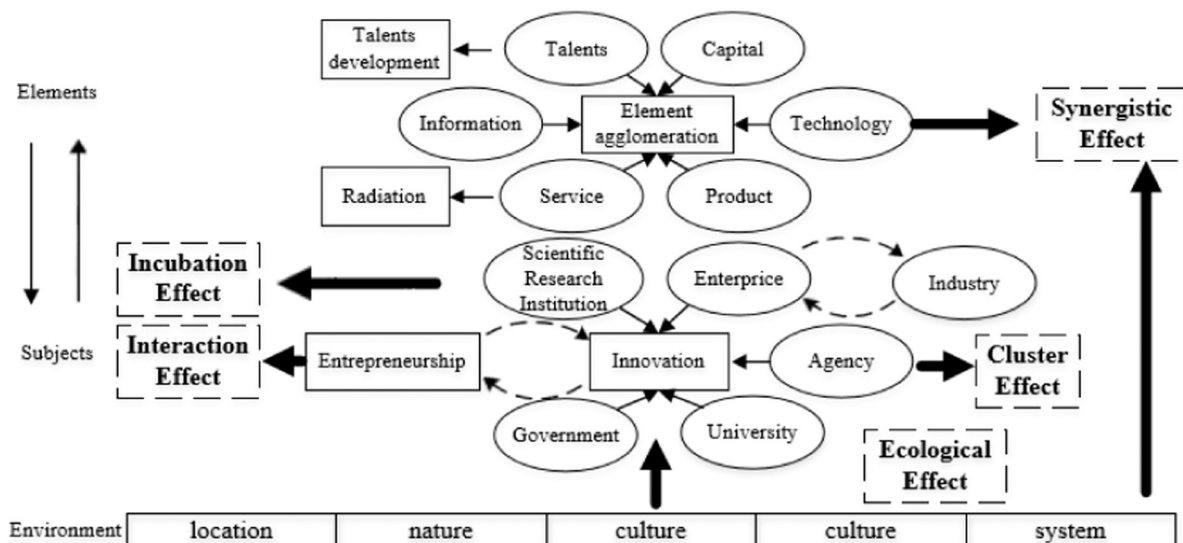 Talents
development
Talents
Capital
Elements
Information
Element
agglomeration
Technology
Synergistic
Effect
Radiation
Service
Product
Incubation
Effect
Scientific
Research
Institution
Enterprice
Industry
Subjects
Interaction
Effect
Entrepreneurship
Innovation
Agency
Cluster
Effect
Government
University
Ecological
Effect
Environment location nature culture culture system